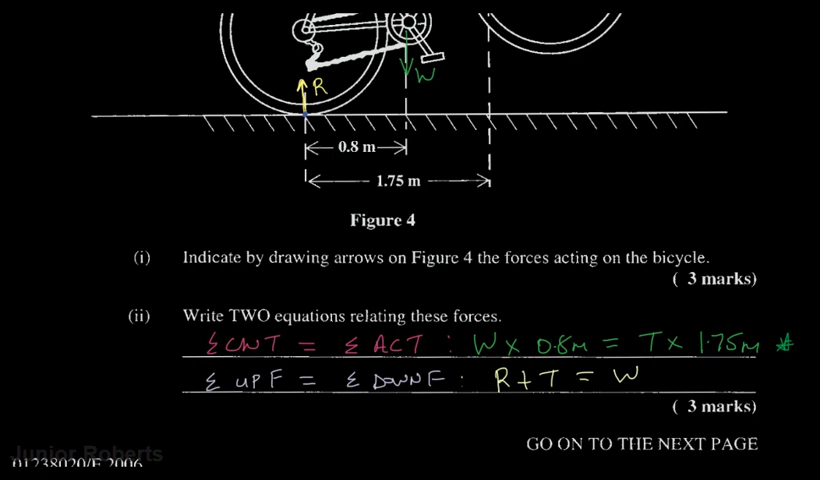 R
W
0.8 m
1.75 m
Figure 4
(i) Indicate by drawing arrows on Figure 4 the forces acting on the bicycle.
( 3 marks)
(ii) Write TWO equations relating these forces.
Σ CWT = Σ ACT : W x 0.8m = T x 1.75m *
Σ UP F = Σ DOWN F : R + T = W
( 3 marks)
GO ON TO THE NEXT PAGE
Junior Roberts
01238020/F 2006